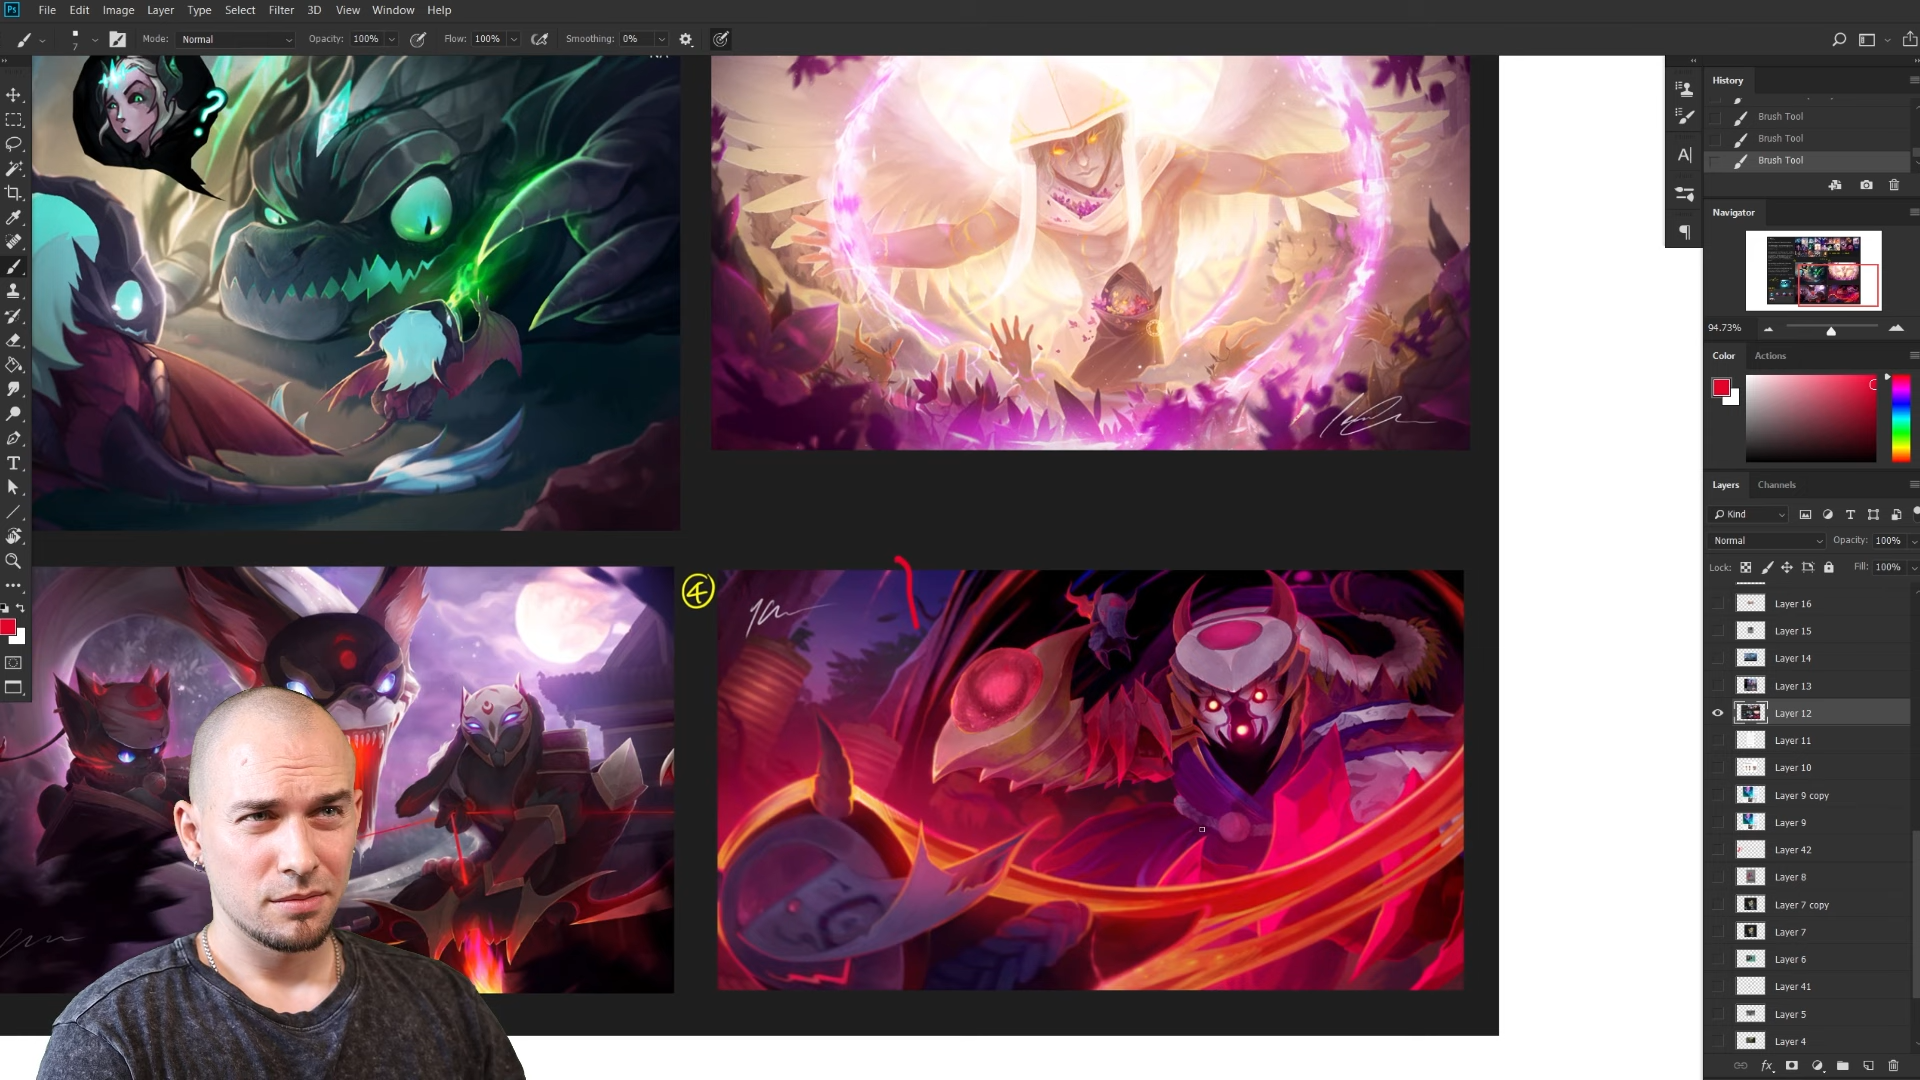 Ps File Edit Image Layer Type Select Filter 3D View Window Help
7 Mode: Normal Opacity: 100% Flow: 100% Smoothing: 0%
History
Brush Tool
Brush Tool
Brush Tool
Navigator
94.73%
Color Actions
Layers Channels
Kind
Normal Opacity: 100%
Lock: Fill: 100%
Layer 16
Layer 15
Layer 14
Layer 13
Layer 12
Layer 11
Layer 10
Layer 9 copy
Layer 9
Layer 42
Layer 8
Layer 7 copy
Layer 7
Layer 6
Layer 41
Layer 5
Layer 4
fx
?
4